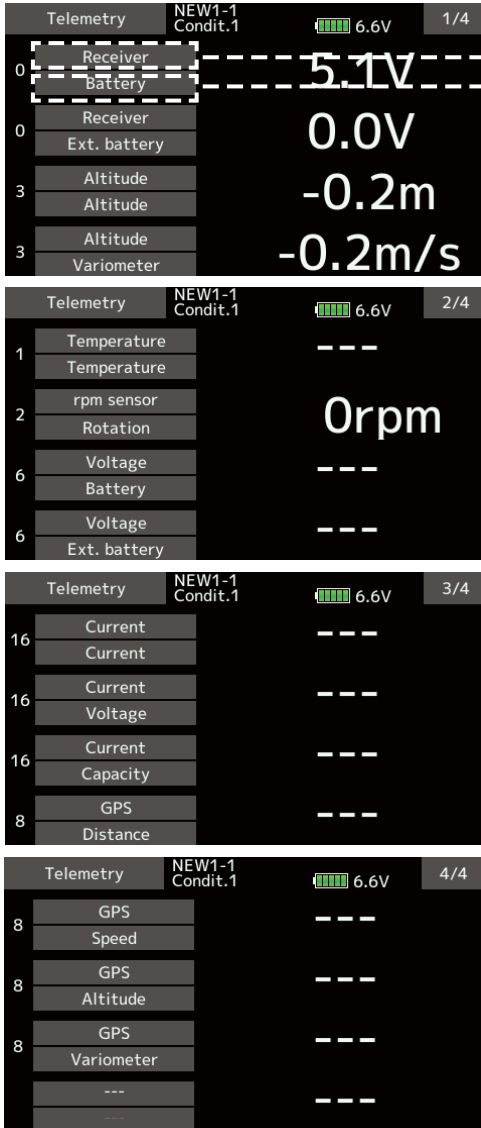 Telemetry NEW1-1 1/4
Condit.1 6.6V
Receiver
0 5.1V
Battery
Receiver
0 0.0V
Ext. battery
Altitude
3 -0.2m
Altitude
Altitude
3 -0.2m/s
Variometer
Telemetry NEW1-1 2/4
Condit.1 6.6V
Temperature
1 ---
Temperature
rpm sensor
2 0rpm
Rotation
Voltage
6 ---
Battery
Voltage
6 ---
Ext. battery
Telemetry NEW1-1 3/4
Condit.1 6.6V
Current
16 ---
Current
Current
16 ---
Voltage
Current
16 ---
Capacity
GPS
8 ---
Distance
Telemetry NEW1-1 4/4
Condit.1 6.6V
GPS
8 ---
Speed
GPS
8 ---
Altitude
GPS
8 ---
Variometer
---
---
---